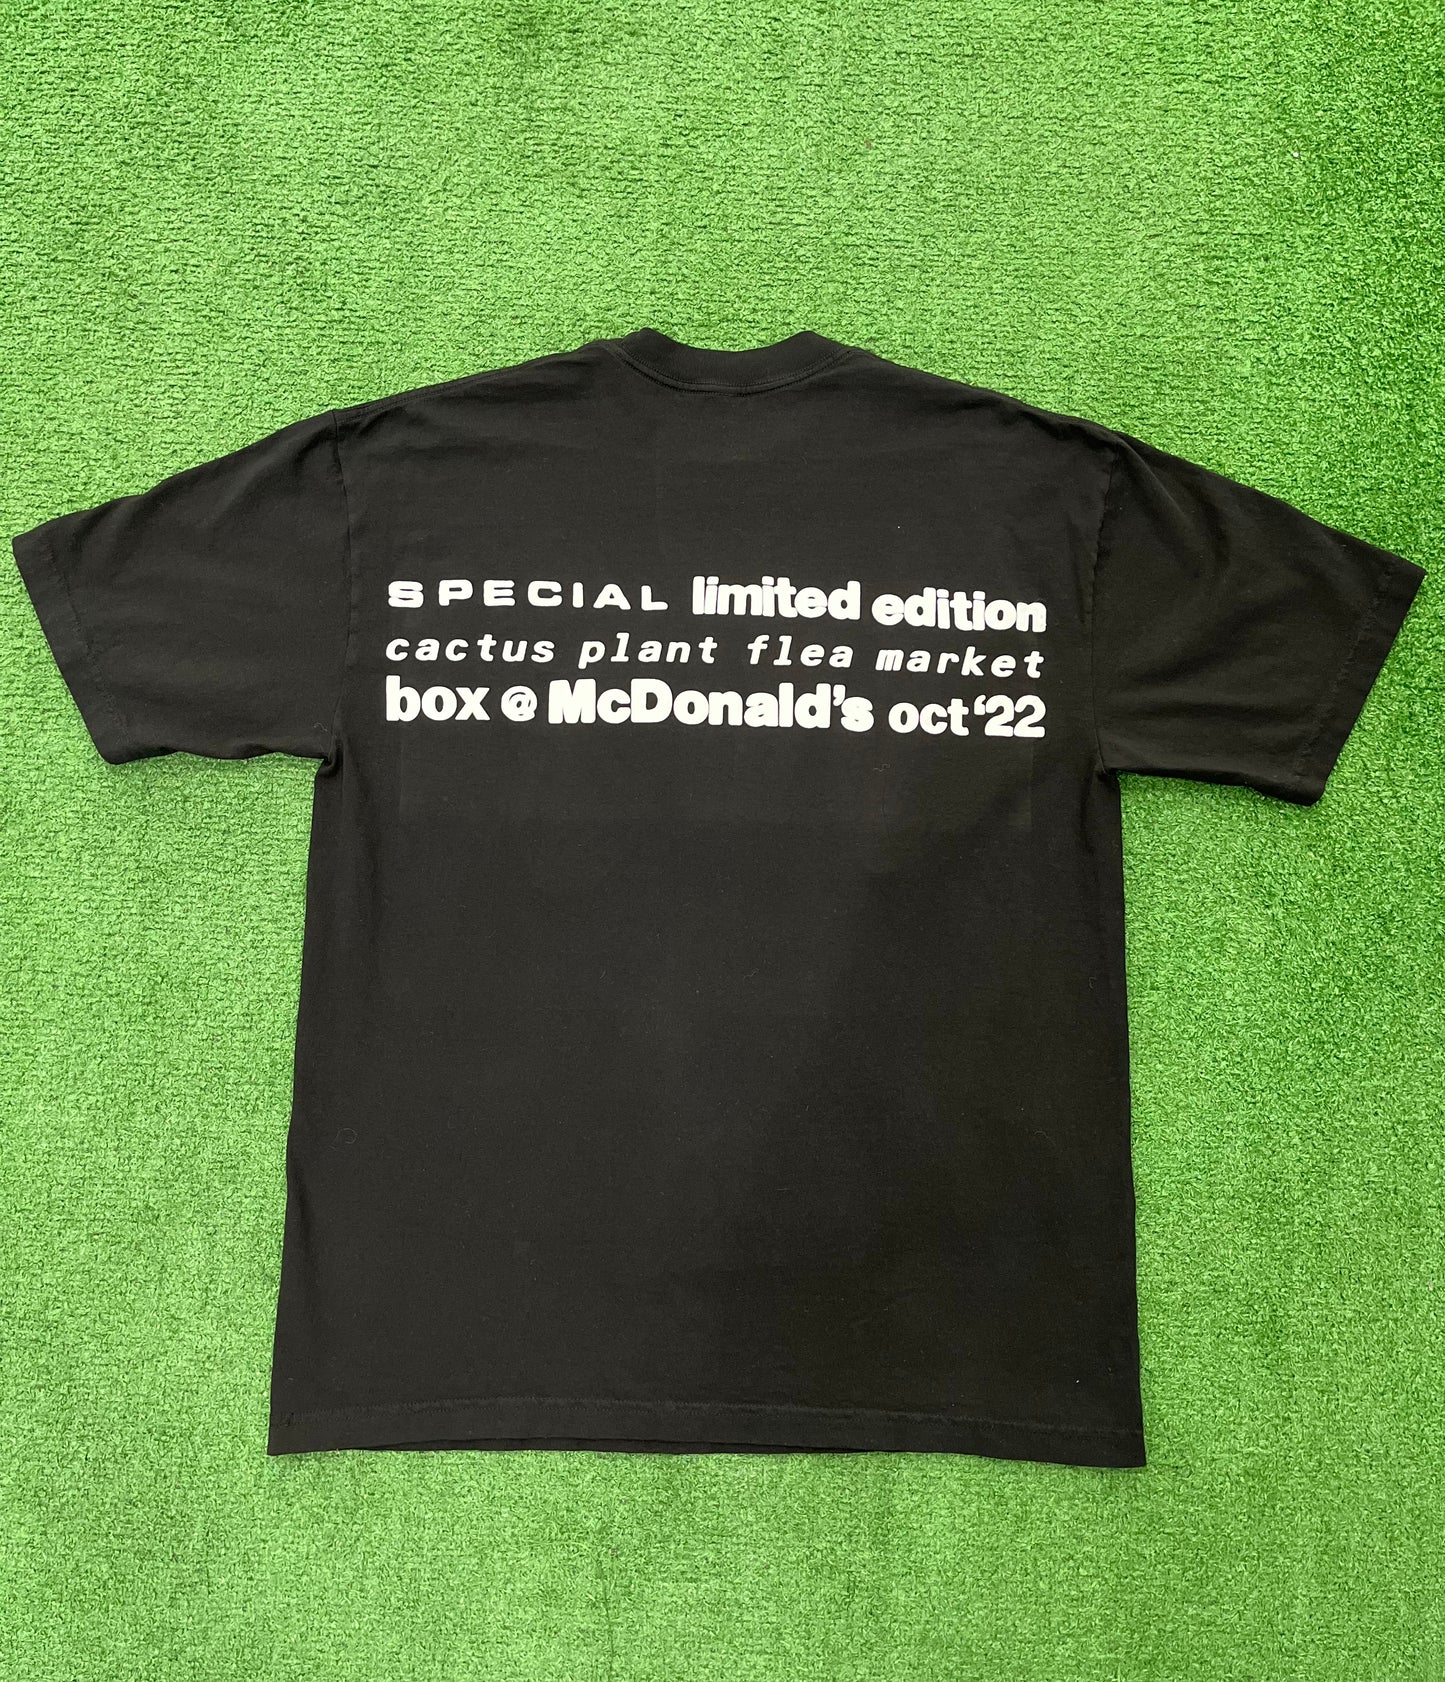 SPECIAL limited edition
cactus plant flea market
box @ McDonald's oct '22